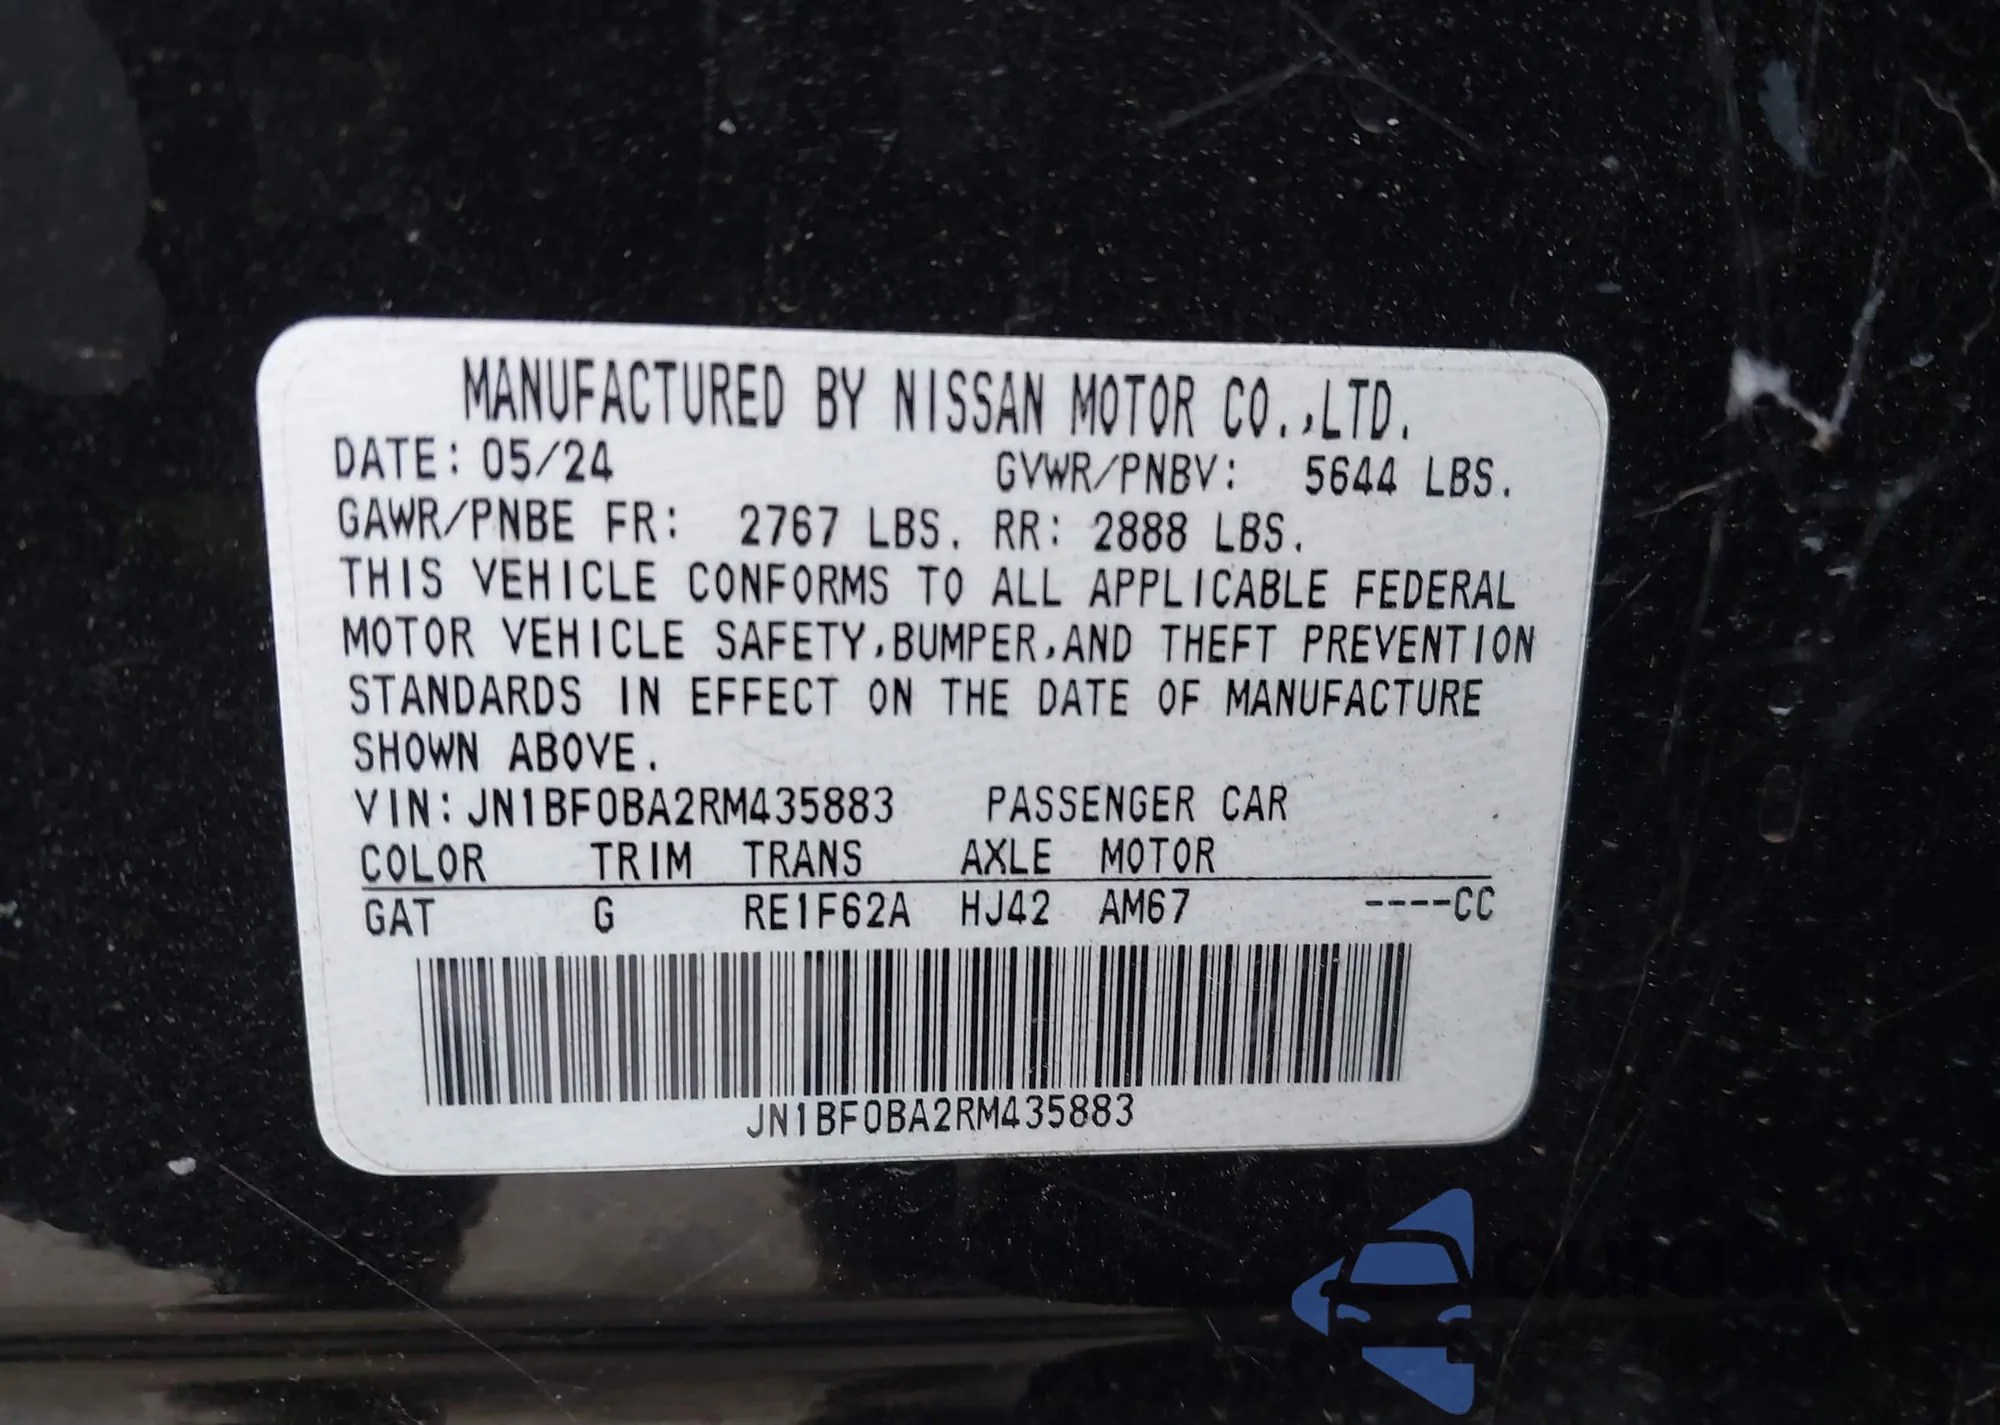 MANUFACTURED BY NISSAN MOTOR CO.,LTD.
DATE: 05/24 GVWR/PNBV: 5644 LBS.
GAWR/PNBE FR: 2767 LBS. RR: 2888 LBS.
THIS VEHICLE CONFORMS TO ALL APPLICABLE FEDERAL
MOTOR VEHICLE SAFETY,BUMPER,AND THEFT PREVENTION
STANDARDS IN EFFECT ON THE DATE OF MANUFACTURE
SHOWN ABOVE.
VIN:JN1BF0BA2RM435883 PASSENGER CAR
COLOR TRIM TRANS AXLE MOTOR
GAT G RE1F62A HJ42 AM67 ----CC
JN1BF0BA2RM435883